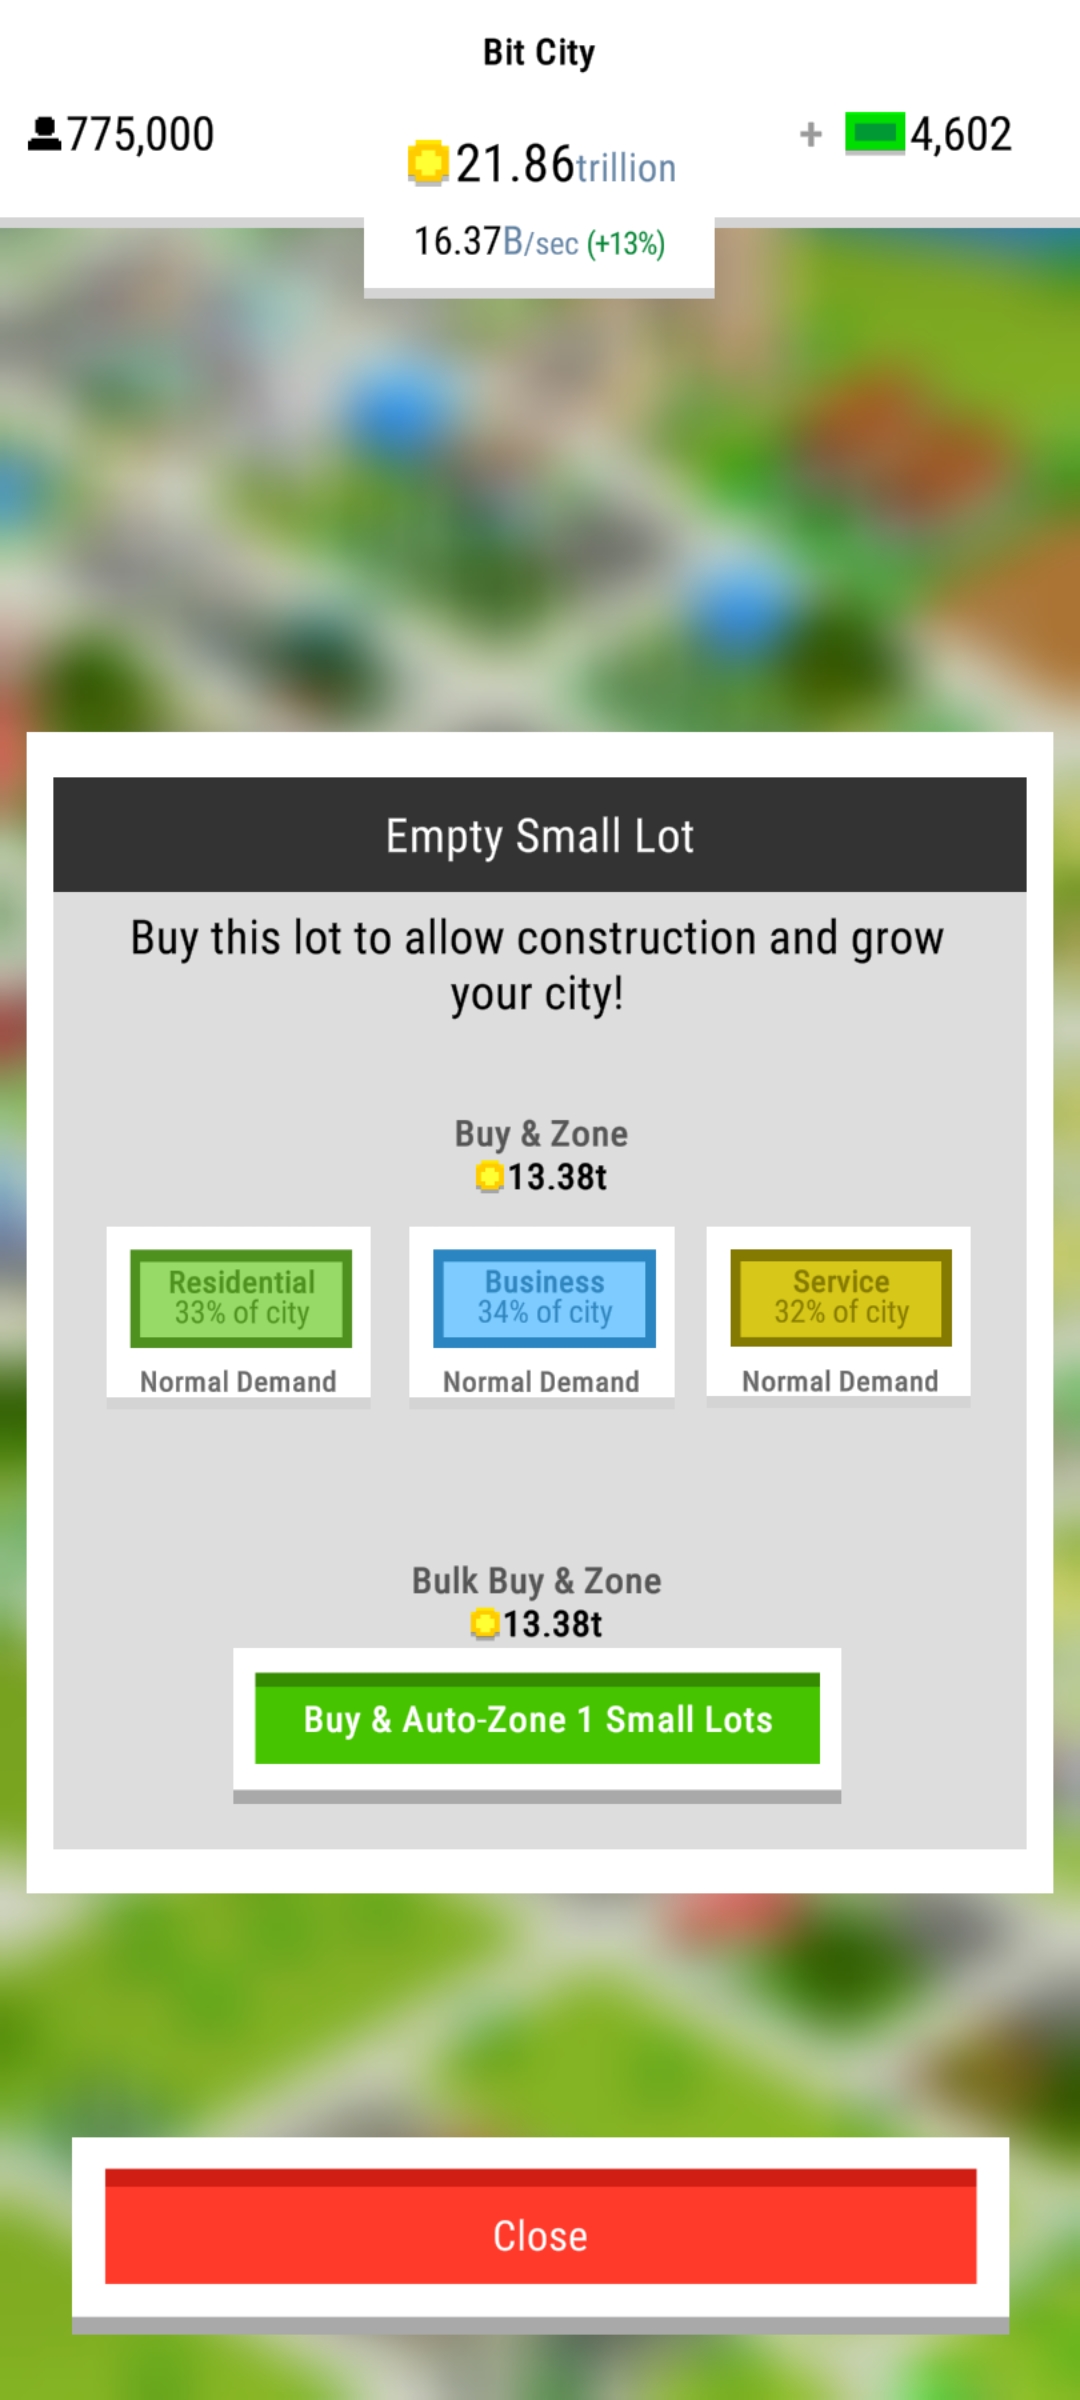 Bit City
775,000
+ 4,602
21.86trillion
16.37B/sec (+13%)
Empty Small Lot
Buy this lot to allow construction and grow
your city!
Buy & Zone
13.38t
Residential
33% of city
Normal Demand
Business
34% of city
Normal Demand
Service
32% of city
Normal Demand
Bulk Buy & Zone
13.38t
Buy & Auto-Zone 1 Small Lots
Close